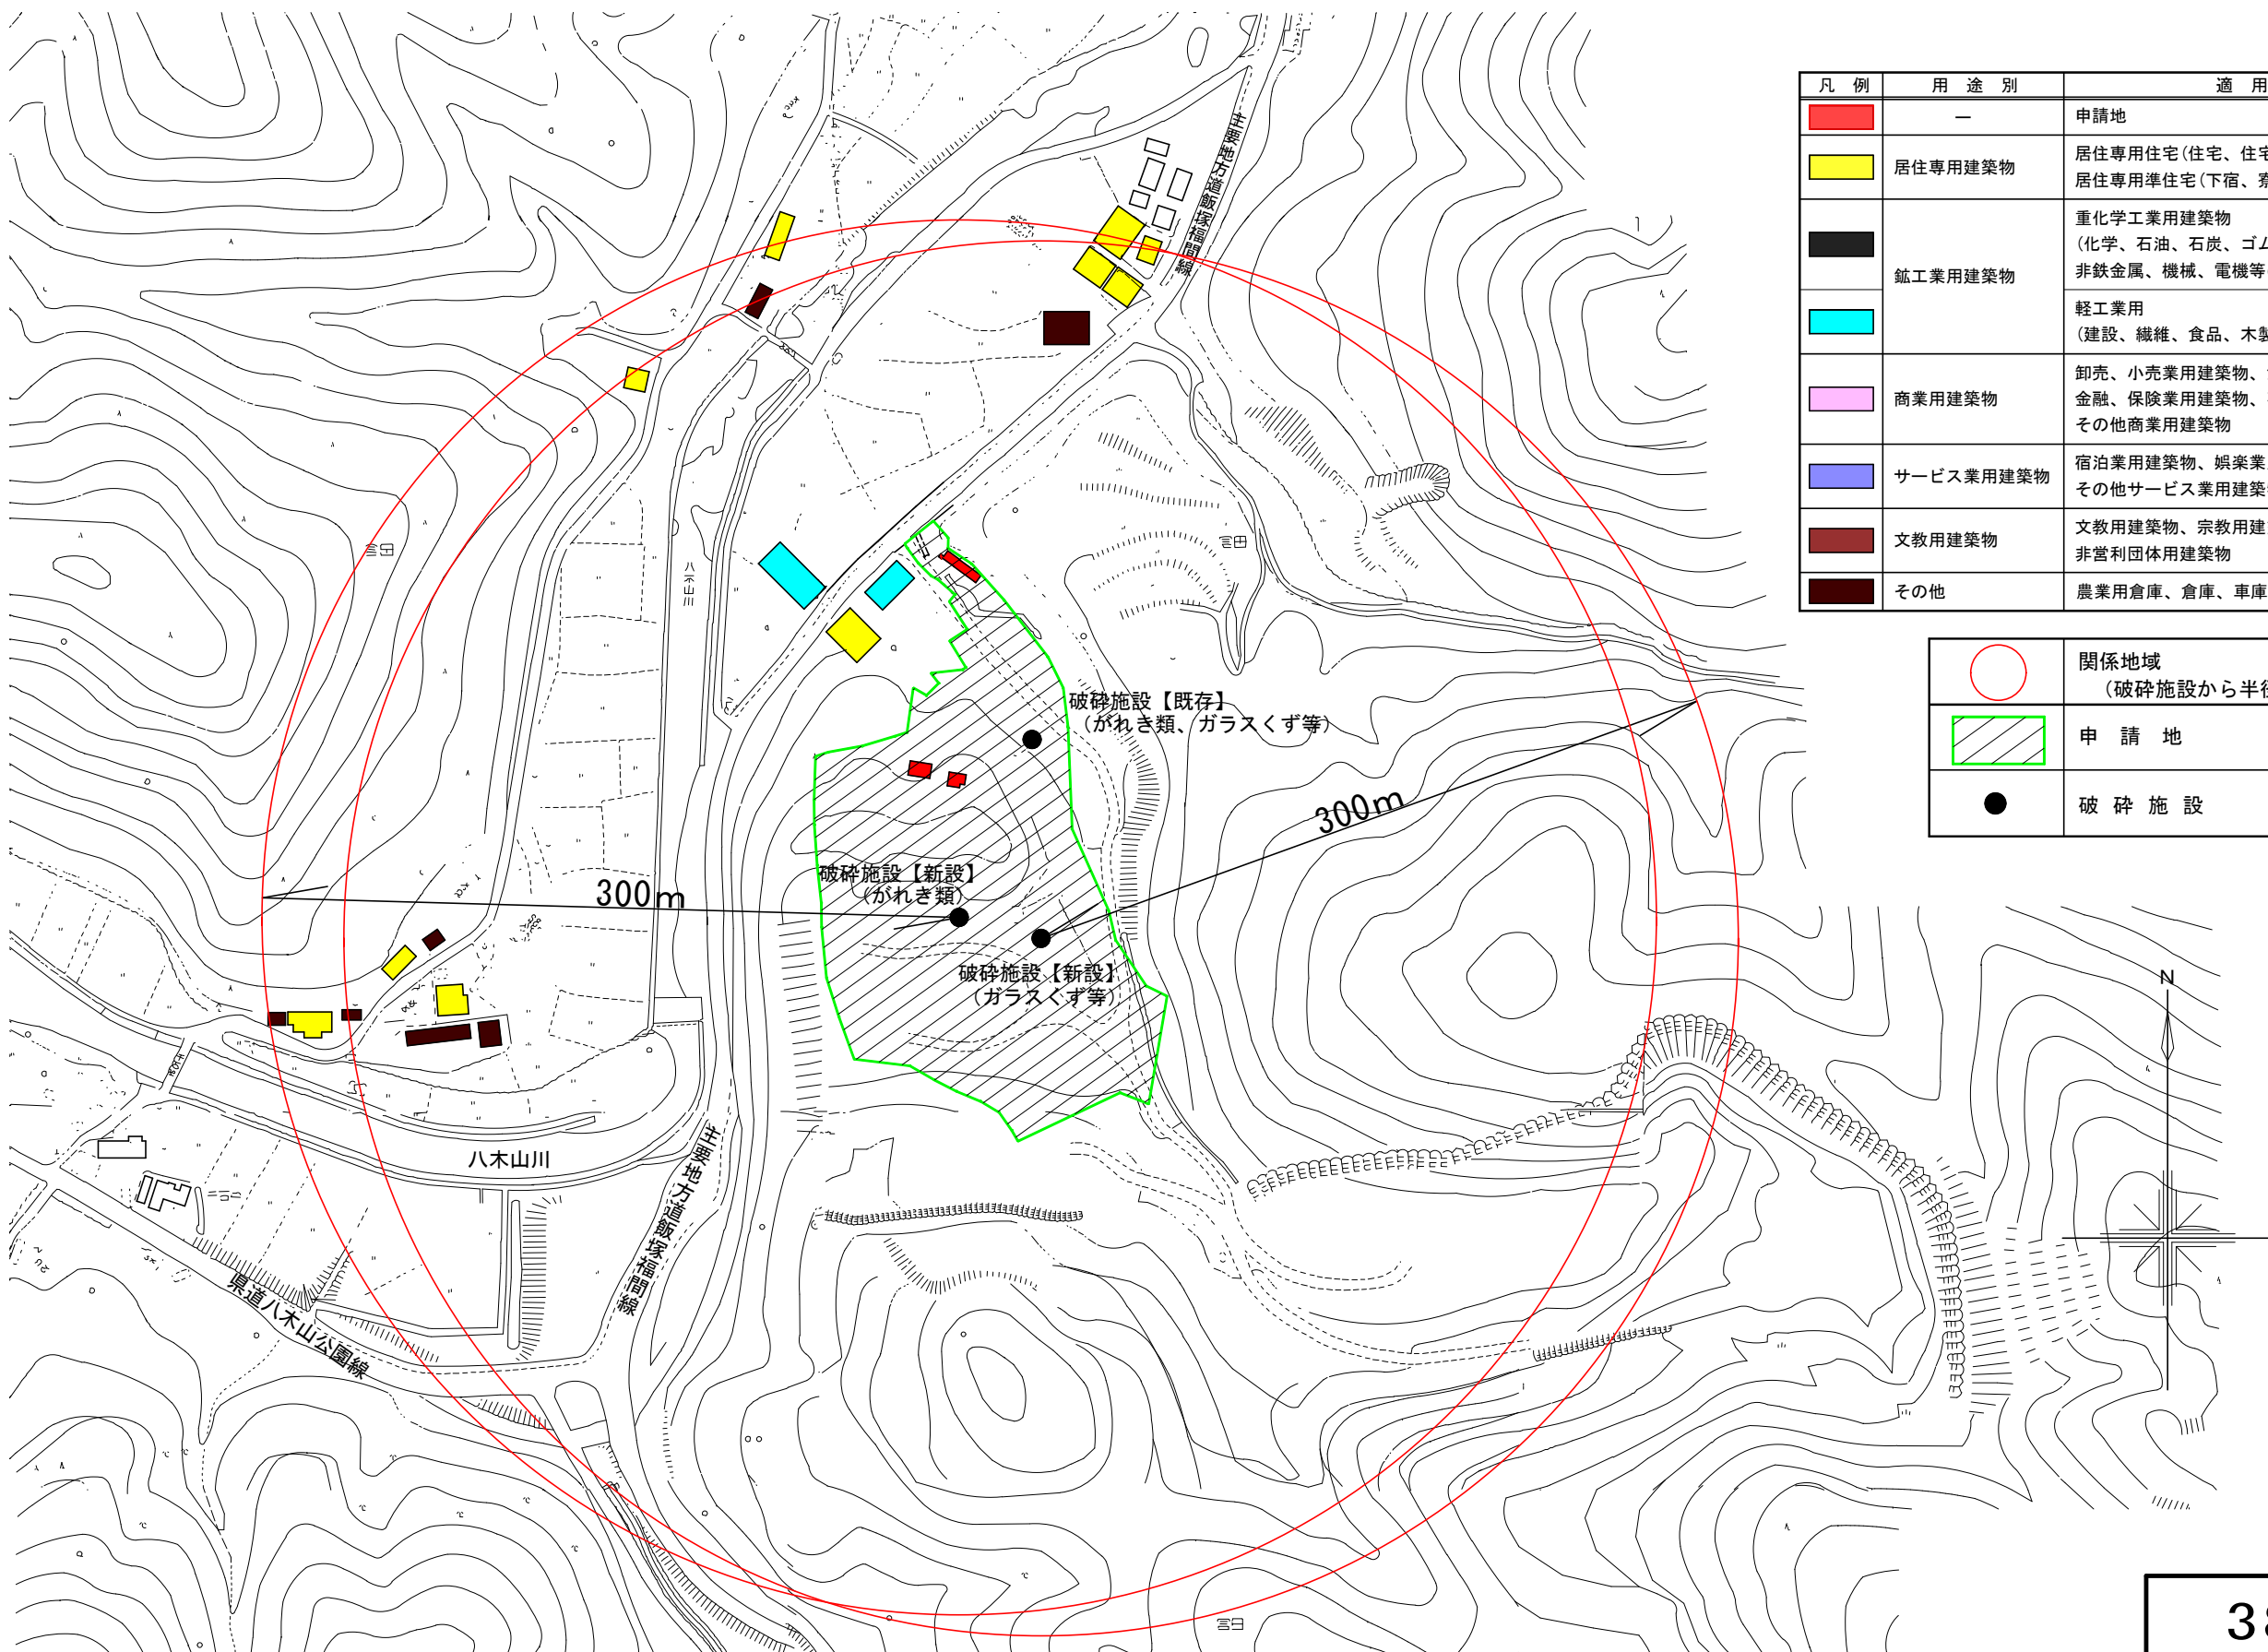 凡 例 用 途 別 適 用
― 申請地
居住専用建築物
居住専用住宅(住宅、住宅
居住専用準住宅(下宿、寮
鉱工業用建築物
重化学工業用建築物
(化学、石油、石炭、ゴム
非鉄金属、機械、電機等
軽工業用
(建設、繊維、食品、木製
商業用建築物
卸売、小売業用建築物、
金融、保険業用建築物、
その他商業用建築物
サービス業用建築物
宿泊業用建築物、娯楽業
その他サービス業用建築
文教用建築物
文教用建築物、宗教用建
非営利団体用建築物
その他 農業用倉庫、倉庫、車庫
関係地域
(破砕施設から半径
申 請 地
破 砕 施 設
主要地方道飯塚福間線
八木山川
破砕施設【既存】
(がれき類、ガラスくず等)
300m
破砕施設【新設】
(がれき類)
300m
破砕施設【新設】
(ガラスくず等)
N
八木山川
主要地方道飯塚福間線
県道八木山公園線